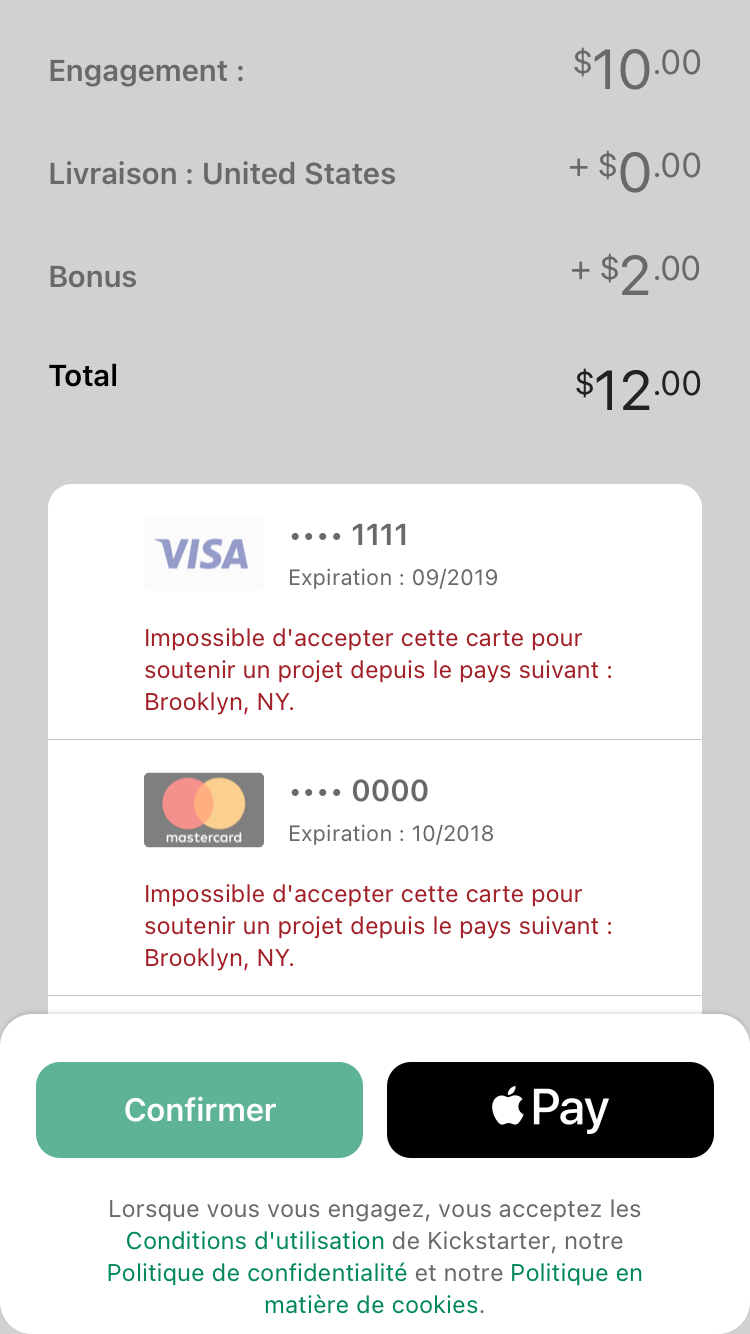 Engagement : $10.00
Livraison : United States + $0.00
Bonus + $2.00
Total $12.00
VISA •••• 1111
Expiration : 09/2019
Impossible d'accepter cette carte pour
soutenir un projet depuis le pays suivant :
Brooklyn, NY.
•••• 0000
mastercard Expiration : 10/2018
Impossible d'accepter cette carte pour
soutenir un projet depuis le pays suivant :
Brooklyn, NY.
Confirmer Pay
Lorsque vous vous engagez, vous acceptez les
Conditions d'utilisation de Kickstarter, notre
Politique de confidentialité et notre Politique en
matière de cookies.